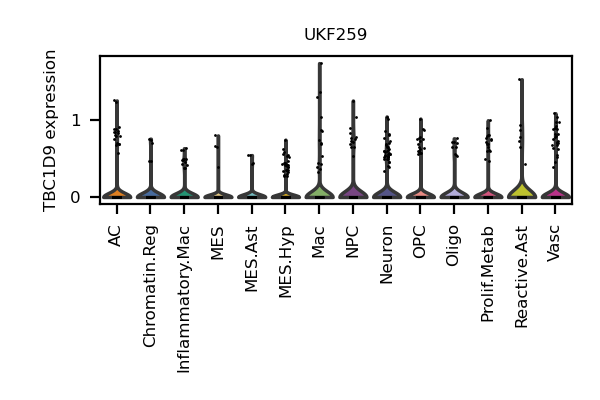 UKF259
TBC1D9 expression
1
0
AC
Chromatin.Reg
Inflammatory.Mac
MES
MES.Ast
MES.Hyp
Mac
NPC
Neuron
OPC
Oligo
Prolif.Metab
Reactive.Ast
Vasc